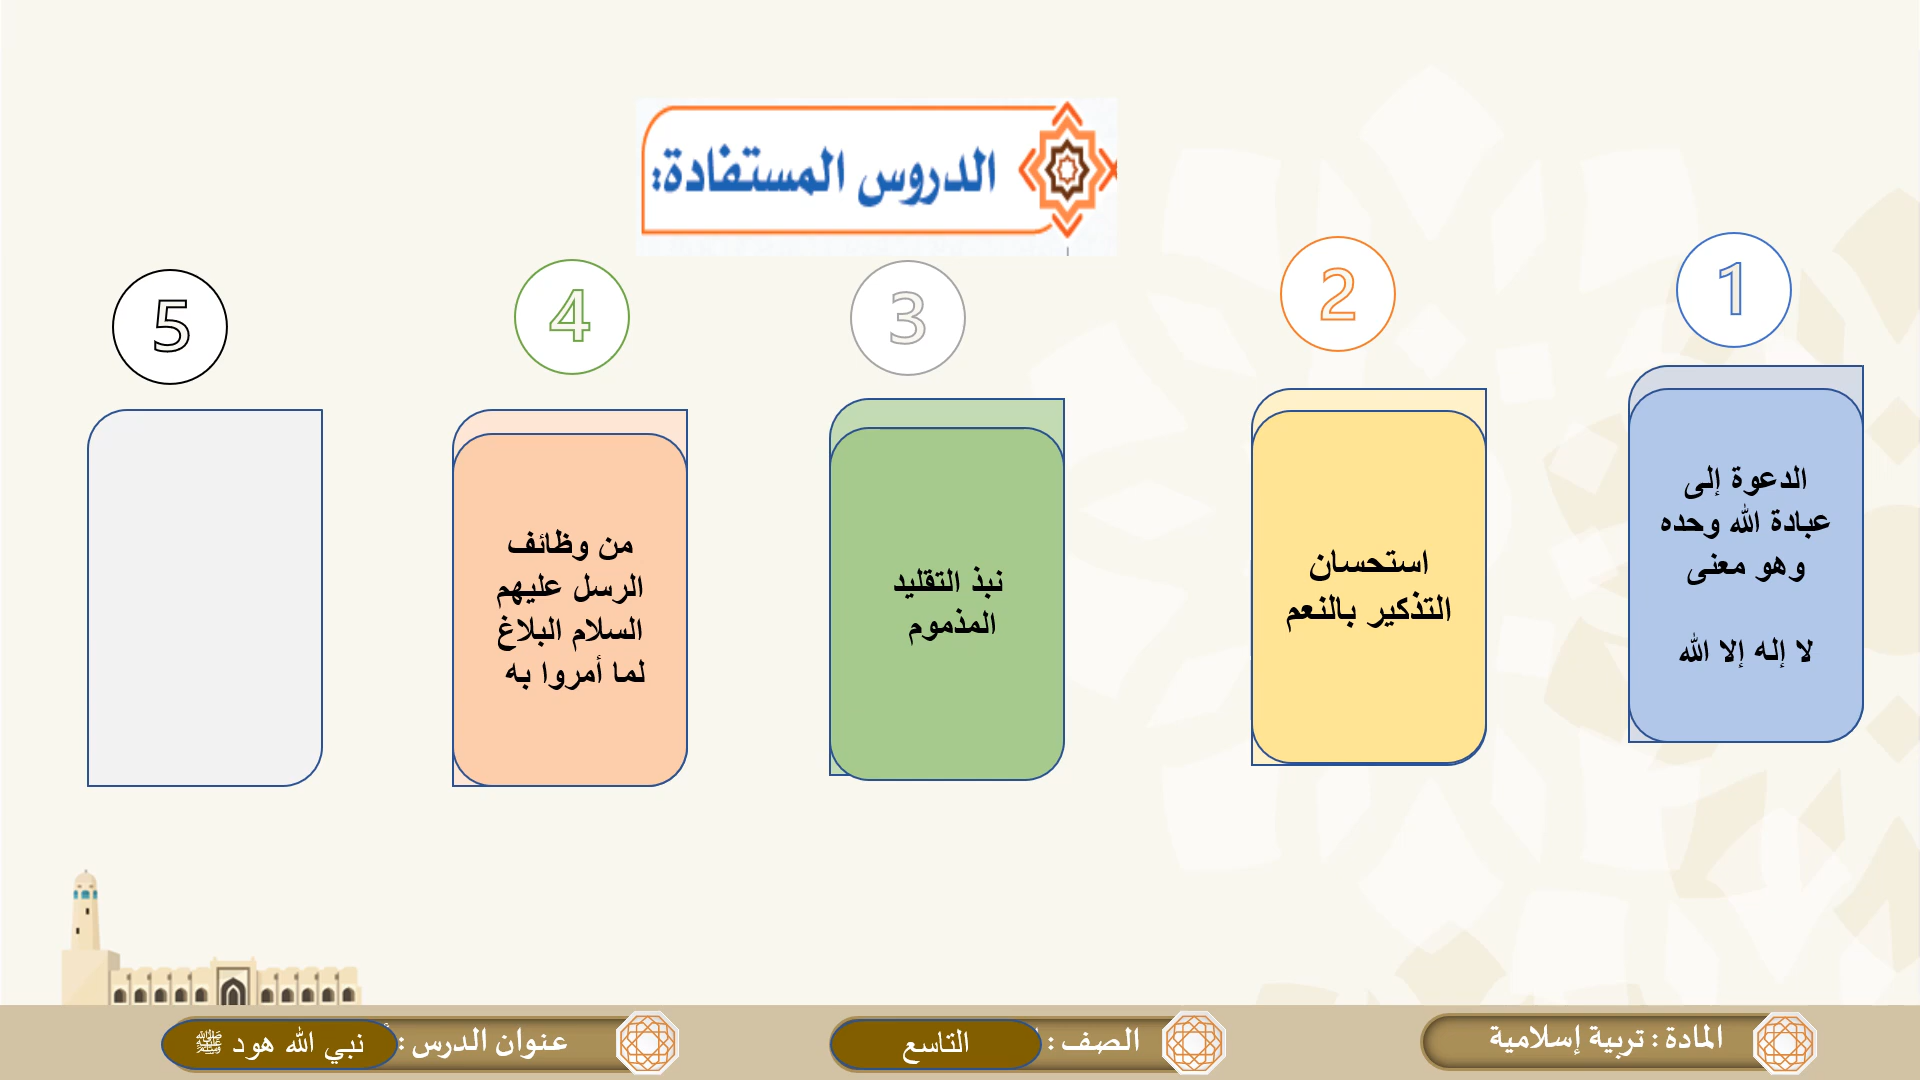 الدروس المستفادة:
1
الدعوة إلى
عبادة الله وحده
وهو معنى
لا إله إلا الله
2
استحسان
التذكير بالنعم
3
نبذ التقليد
المذموم
4
من وظائف
الرسل عليهم
السلام البلاغ
لما أمروا به
5
المادة : تربية إسلامية
الصف : التاسع
عنوان الدرس : نبي الله هود ﷺ